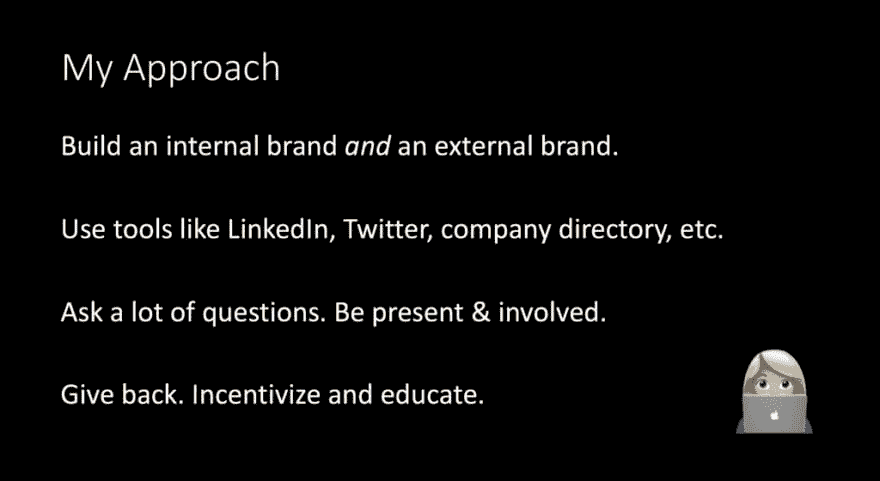 My Approach
Build an internal brand and an external brand.
Use tools like LinkedIn, Twitter, company directory, etc.
Ask a lot of questions. Be present & involved.
Give back. Incentivize and educate.